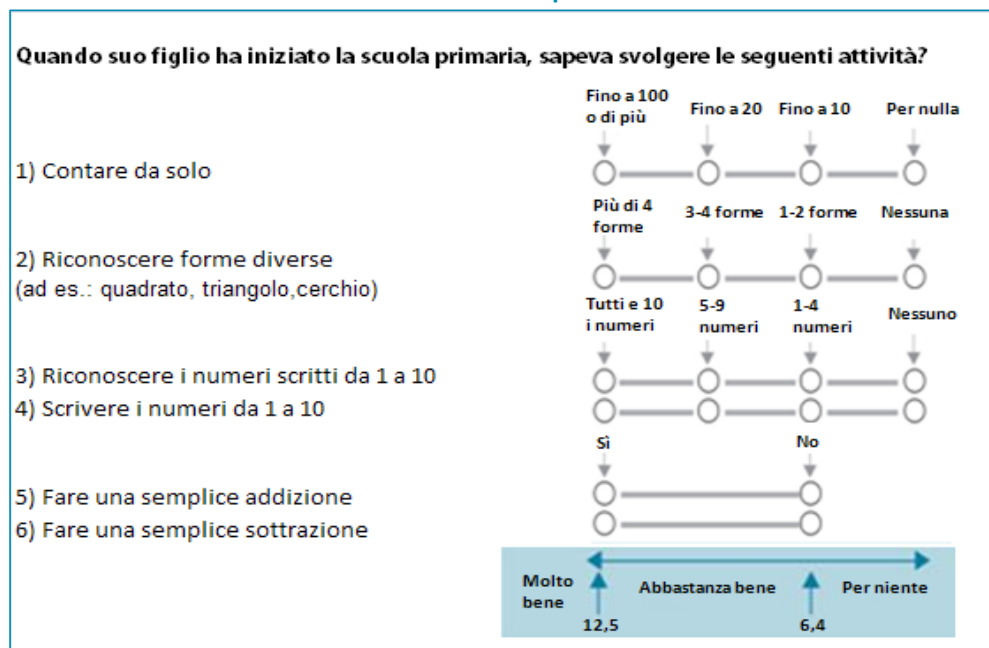 Quando suo figlio ha iniziato la scuola primaria, sapeva svolgere le seguenti attività?
Fino a 100 o di più
Fino a 20
Fino a 10
Per nulla
1) Contare da solo
Più di 4 forme
3-4 forme
1-2 forme
Nessuna
2) Riconoscere forme diverse
(ad es.: quadrato, triangolo,cerchio)
Tutti e 10 i numeri
5-9 numeri
1-4 numeri
Nessuno
3) Riconoscere i numeri scritti da 1 a 10
4) Scrivere i numeri da 1 a 10
Sì
No
5) Fare una semplice addizione
6) Fare una semplice sottrazione
Molto bene
Abbastanza bene
Per niente
12,5
6,4